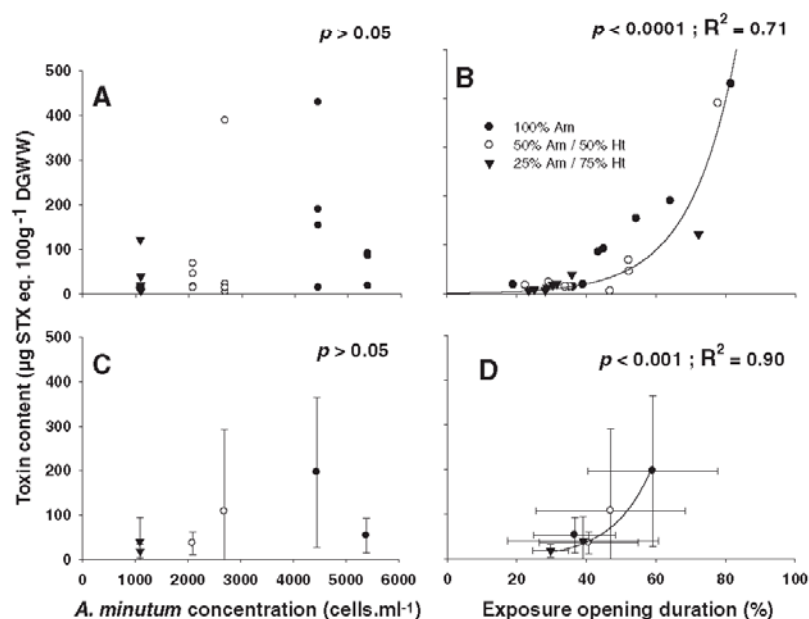 p > 0.05
p < 0.0001 ; R² = 0.71
A
B
500
400
300
200
100
0
100% Am
50% Am / 50% Ht
25% Am / 75% Ht
Toxin content (µg STX eq. 100g⁻¹ DGWW)
p > 0.05
p < 0.001 ; R² = 0.90
C
D
500
400
300
200
100
0
0 1000 2000 3000 4000 5000 6000
0 20 40 60 80 100
A. minutum concentration (cells.ml⁻¹)
Exposure opening duration (%)